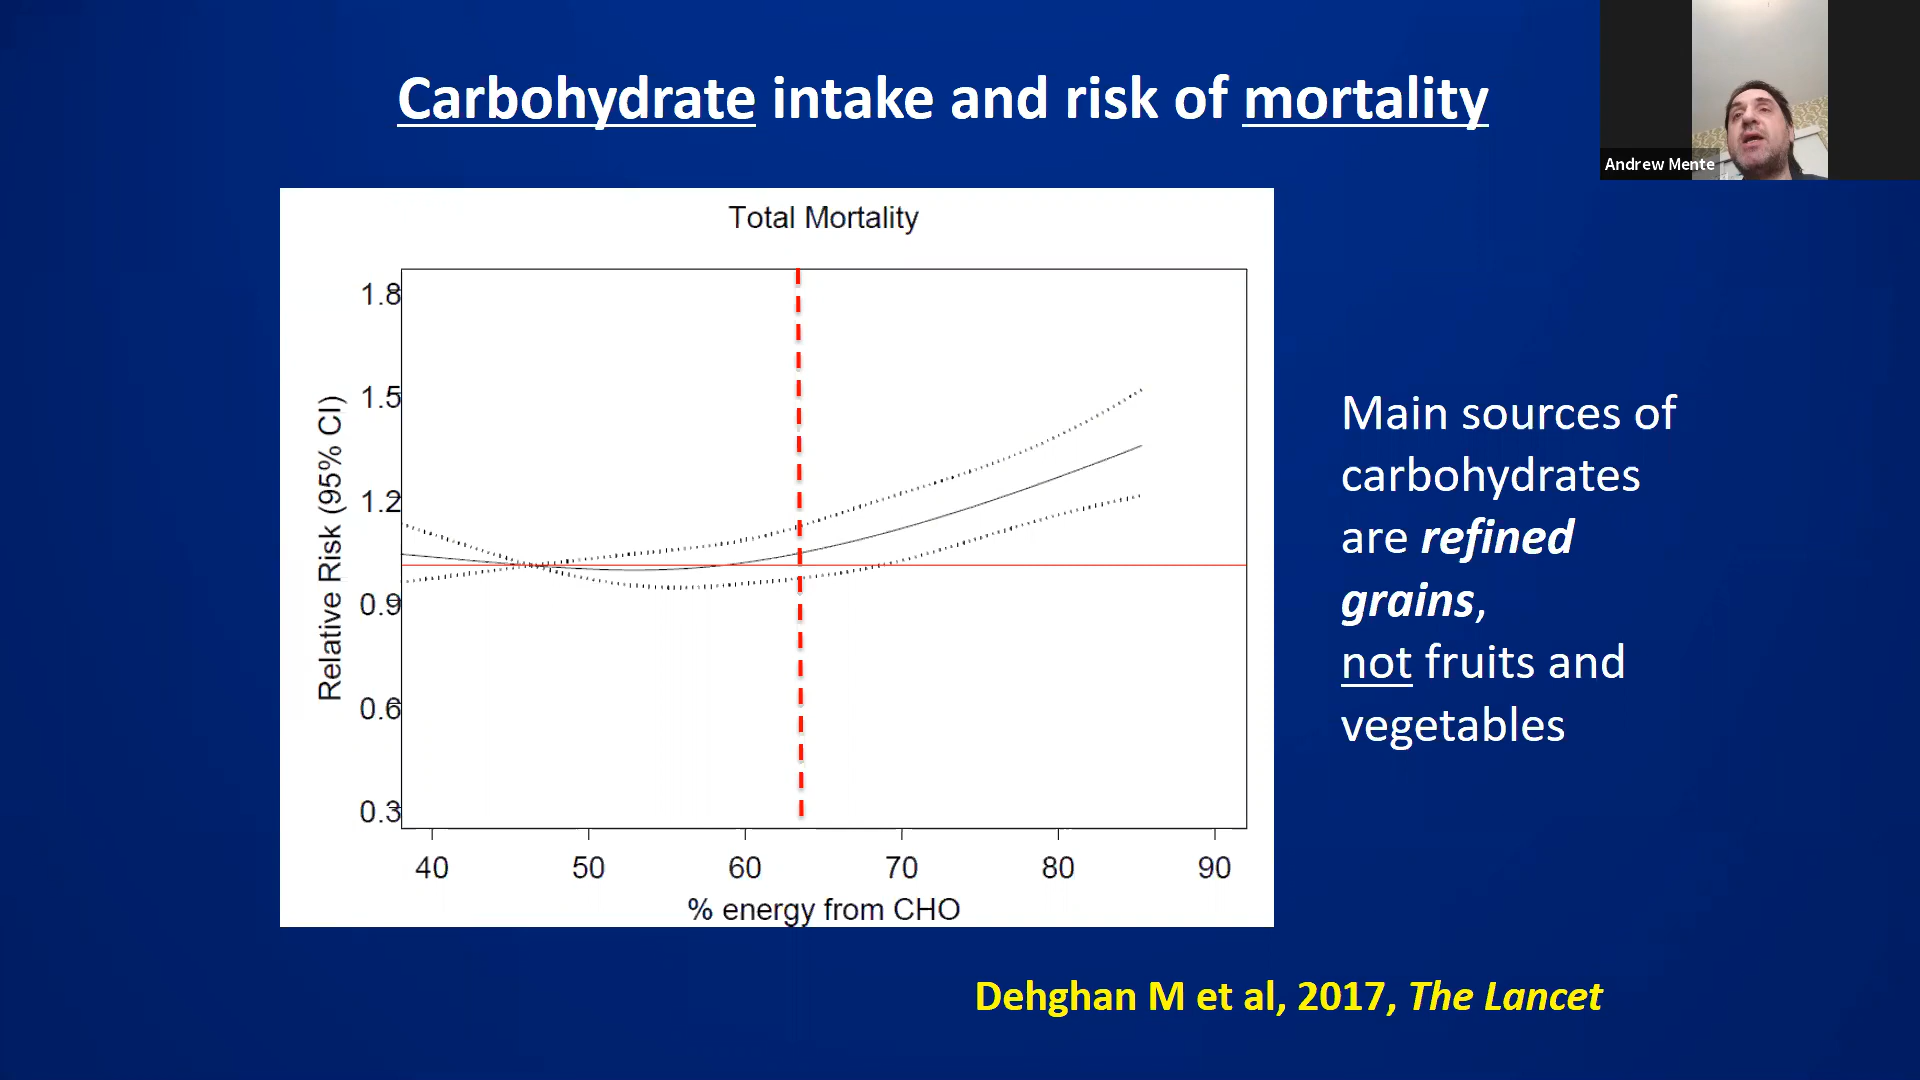 Carbohydrate intake and risk of mortality
Andrew Mente
Total Mortality
Relative Risk (95% CI)
1.8
1.5
1.2
0.9
0.6
0.3
40 50 60 70 80 90
% energy from CHO
Main sources of
carbohydrates
are refined
grains,
not fruits and
vegetables
Dehghan M et al, 2017, The Lancet